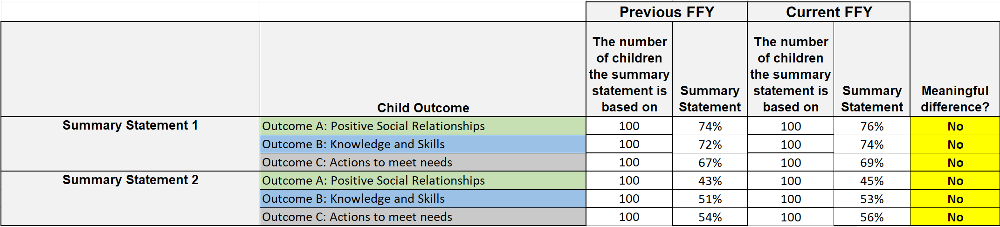 Previous FFY Current FFY
Child Outcome The number of children the summary statement is based on Summary Statement The number of children the summary statement is based on Summary Statement Meaningful difference?
Summary Statement 1 Outcome A: Positive Social Relationships 100 74% 100 76% No
Outcome B: Knowledge and Skills 100 72% 100 74% No
Outcome C: Actions to meet needs 100 67% 100 69% No
Summary Statement 2 Outcome A: Positive Social Relationships 100 43% 100 45% No
Outcome B: Knowledge and Skills 100 51% 100 53% No
Outcome C: Actions to meet needs 100 54% 100 56% No